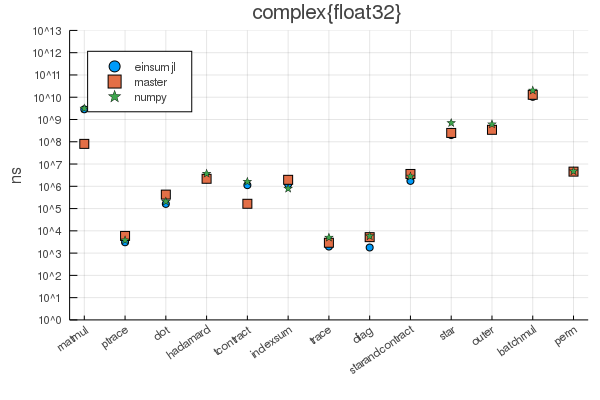 complex{float32}
10^13
10^12
10^11
10^10
10^9
10^8
10^7
10^6
10^5
10^4
10^3
10^2
10^1
10^0
ns
einsumjl
master
numpy
matmul
ptrace
dot
hadamard
tcontract
indexsum
trace
diag
starandcontract
star
outer
batchmul
perm